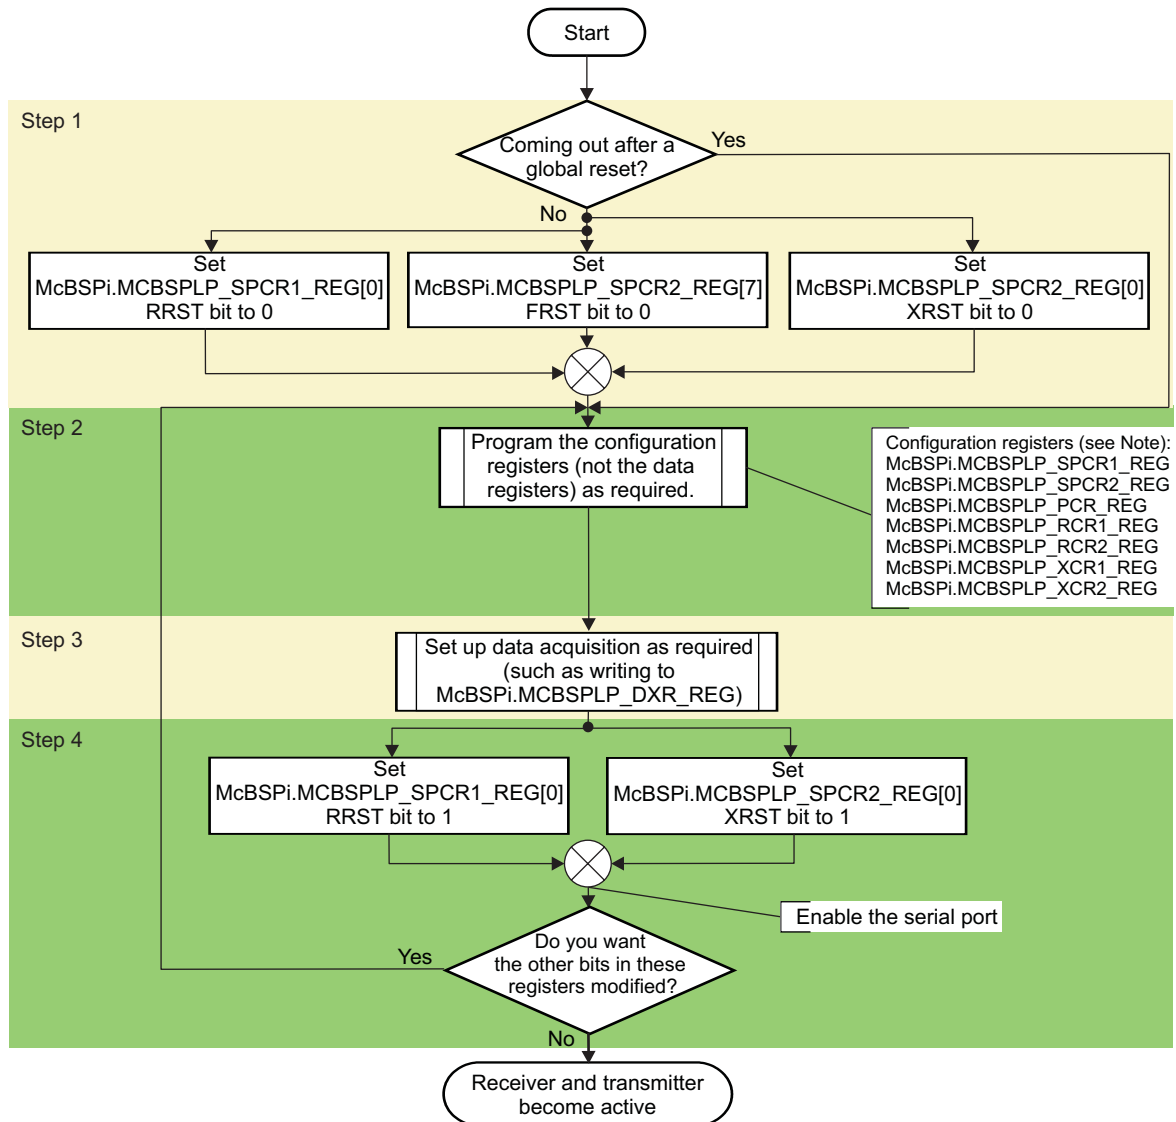 Start
Step 1
Coming out after a
global reset?
Yes
No
Set
McBSPi.MCBSPLP_SPCR1_REG[0]
RRST bit to 0
Set
McBSPi.MCBSPLP_SPCR2_REG[7]
FRST bit to 0
Set
McBSPi.MCBSPLP_SPCR2_REG[0]
XRST bit to 0
Step 2
Program the configuration
registers (not the data
registers) as required.
Configuration registers (see Note):
McBSPi.MCBSPLP_SPCR1_REG
McBSPi.MCBSPLP_SPCR2_REG
McBSPi.MCBSPLP_PCR_REG
McBSPi.MCBSPLP_RCR1_REG
McBSPi.MCBSPLP_RCR2_REG
McBSPi.MCBSPLP_XCR1_REG
McBSPi.MCBSPLP_XCR2_REG
Step 3
Set up data acquisition as required
(such as writing to
McBSPi.MCBSPLP_DXR_REG)
Step 4
Set
McBSPi.MCBSPLP_SPCR1_REG[0]
RRST bit to 1
Set
McBSPi.MCBSPLP_SPCR2_REG[0]
XRST bit to 1
Enable the serial port
Do you want
the other bits in these
registers modified?
Yes
No
Receiver and transmitter
become active